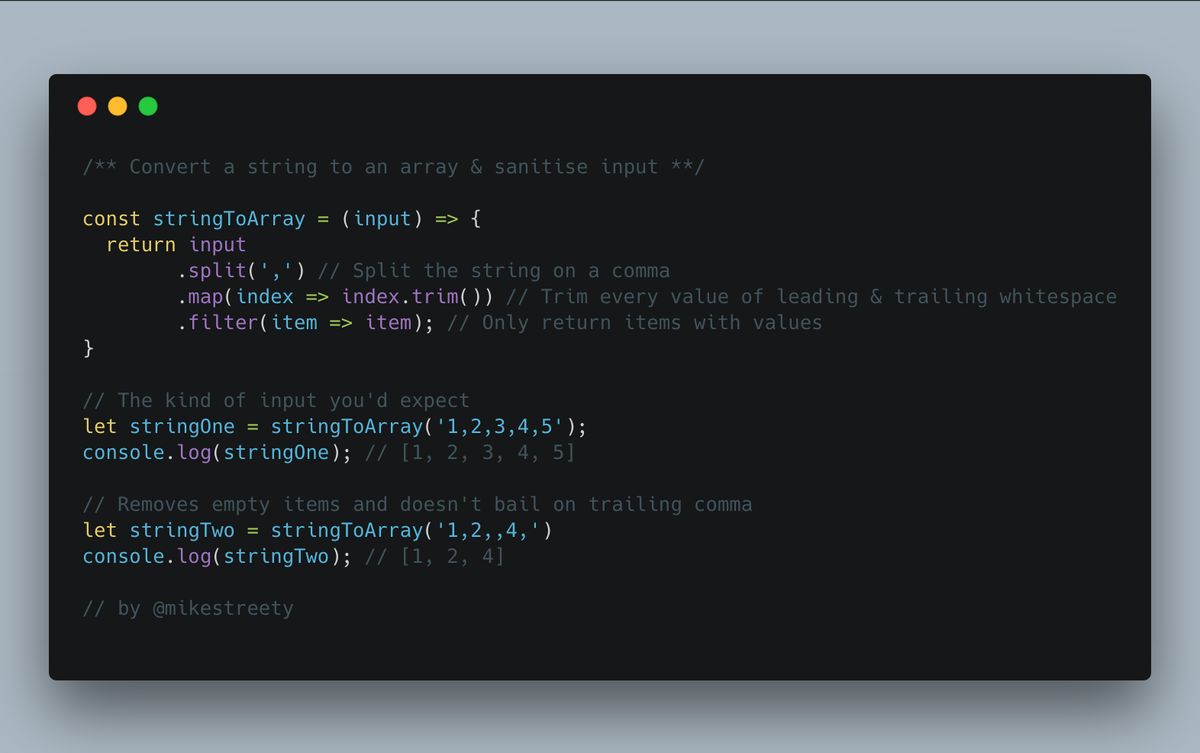 /** Convert a string to an array & sanitise input **/
const stringToArray = (input) => {
return input
.split(',') // Split the string on a comma
.map(index => index.trim()) // Trim every value of leading & trailing whitespace
.filter(item => item); // Only return items with values
}
// The kind of input you'd expect
let stringOne = stringToArray('1,2,3,4,5');
console.log(stringOne); // [1, 2, 3, 4, 5]
// Removes empty items and doesn't bail on trailing comma
let stringTwo = stringToArray('1,2,,4,')
console.log(stringTwo); // [1, 2, 4]
// by @mikestreety